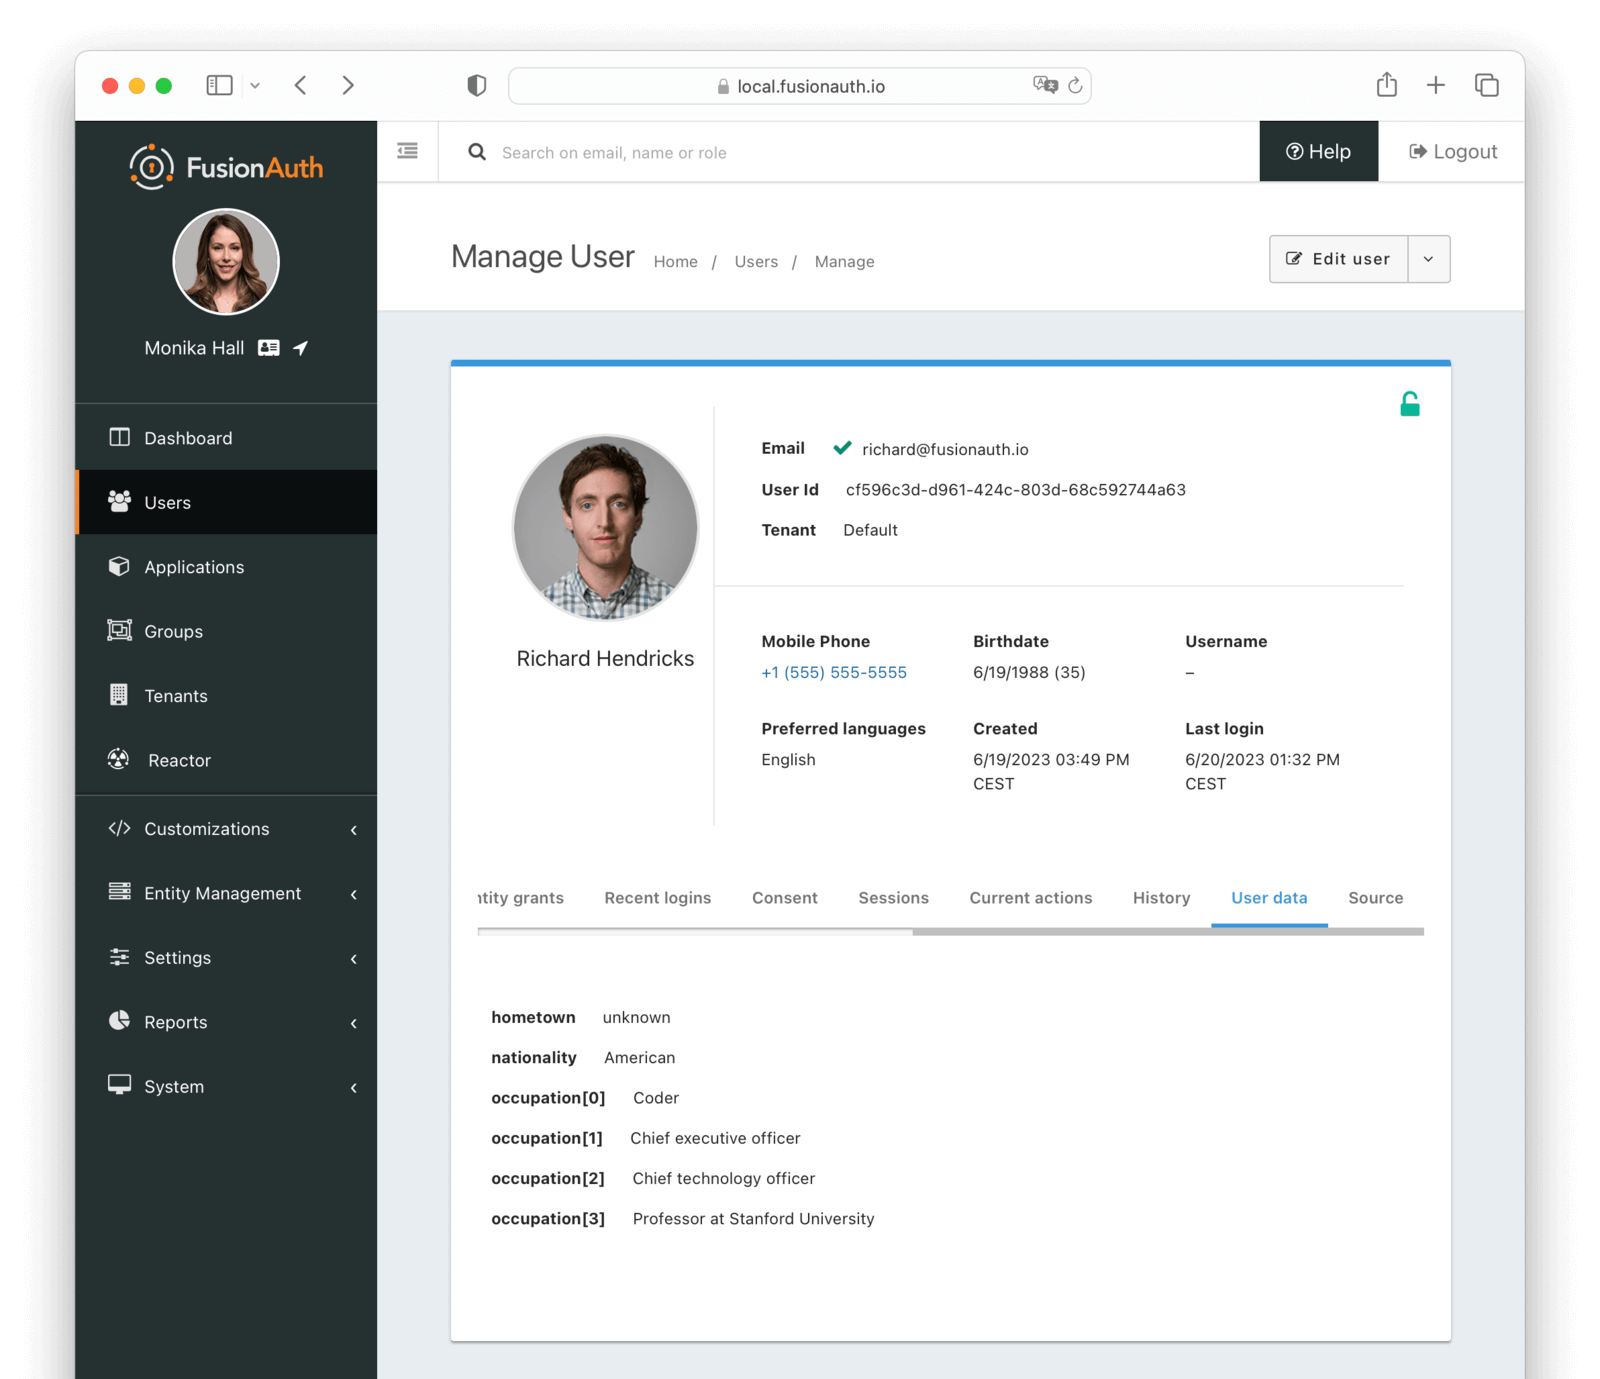 local.fusionauth.io
FusionAuth
Search on email, name or role
Help
Logout
Monika Hall
Manage User
Home / Users / Manage
Edit user
Dashboard
Users
Applications
Groups
Tenants
Reactor
Customizations
Entity Management
Settings
Reports
System
Richard Hendricks
Email richard@fusionauth.io
User Id cf596c3d-d961-424c-803d-68c592744a63
Tenant Default
Mobile Phone
+1 (555) 555-5555
Birthdate
6/19/1988 (35)
Username
–
Preferred languages
English
Created
6/19/2023 03:49 PM
CEST
Last login
6/20/2023 01:32 PM
CEST
ntity grants Recent logins Consent Sessions Current actions History User data Source
hometown unknown
nationality American
occupation[0] Coder
occupation[1] Chief executive officer
occupation[2] Chief technology officer
occupation[3] Professor at Stanford University